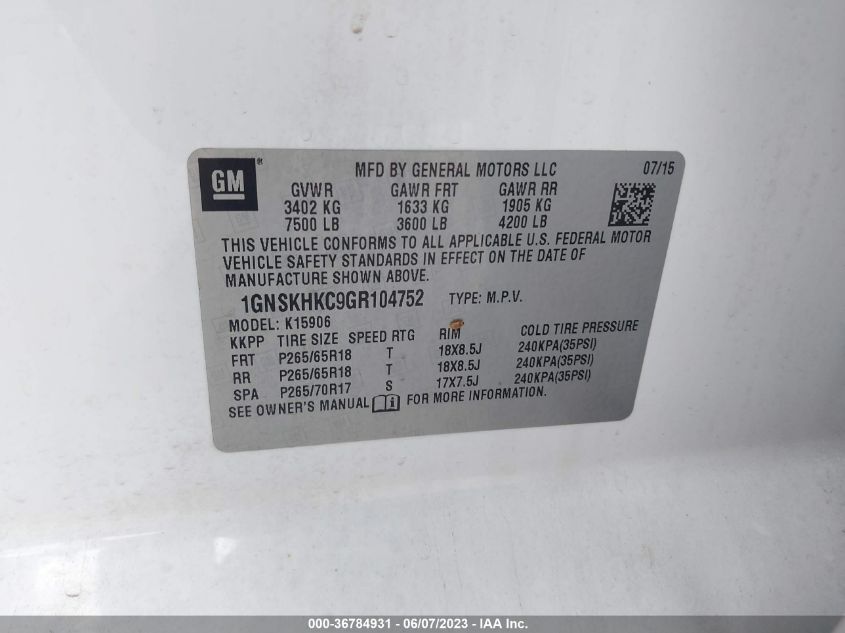 GM® MFD BY GENERAL MOTORS LLC 07/15
GVWR GAWR FRT GAWR RR
3402 KG 1633 KG 1905 KG
7500 LB 3600 LB 4200 LB
THIS VEHICLE CONFORMS TO ALL APPLICABLE U.S. FEDERAL MOTOR
VEHICLE SAFETY STANDARDS IN EFFECT ON THE DATE OF
MANUFACTURE SHOWN ABOVE.
1GNSKHKC9GR104752 TYPE: M.P.V.
MODEL: K15906
KKPP TIRE SIZE SPEED RTG RIM COLD TIRE PRESSURE
FRT P265/65R18 T 18X8.5J 240KPA(35PSI)
RR P265/65R18 T 18X8.5J 240KPA(35PSI)
SPA P265/70R17 S 17X7.5J 240KPA(35PSI)
SEE OWNER'S MANUAL i FOR MORE INFORMATION.
000-36784931 - 06/07/2023 - IAA Inc.